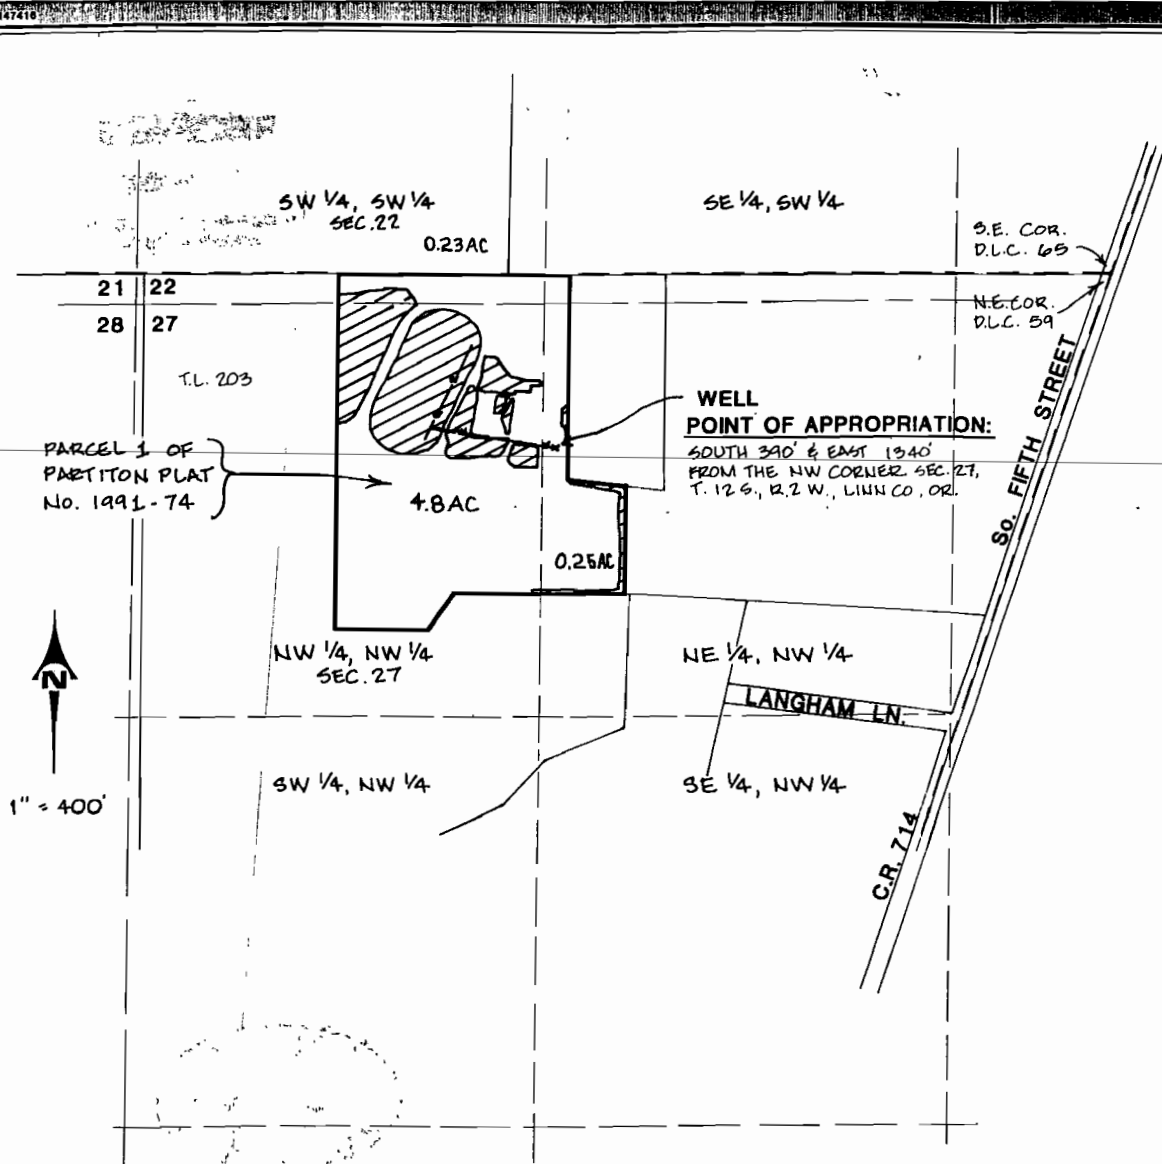 147416
SW 1/4, SW 1/4
SEC. 22
0.23AC
SE 1/4, SW 1/4
S.E. COR.
D.L.C. 65
21 22
28 27
N.E. COR.
D.L.C. 59
T.L. 203
WELL
POINT OF APPROPRIATION:
SOUTH 390' & EAST 1340'
FROM THE NW CORNER SEC. 27,
T. 12 S., R. 2 W., LINN CO, OR.
PARCEL 1 OF
PARTITON PLAT
No. 1991-74
4.8AC
0.25AC
So. FIFTH STREET
N
NW 1/4, NW 1/4
SEC. 27
NE 1/4, NW 1/4
LANGHAM LN.
1" = 400'
SW 1/4, NW 1/4
SE 1/4, NW 1/4
C.R. 714